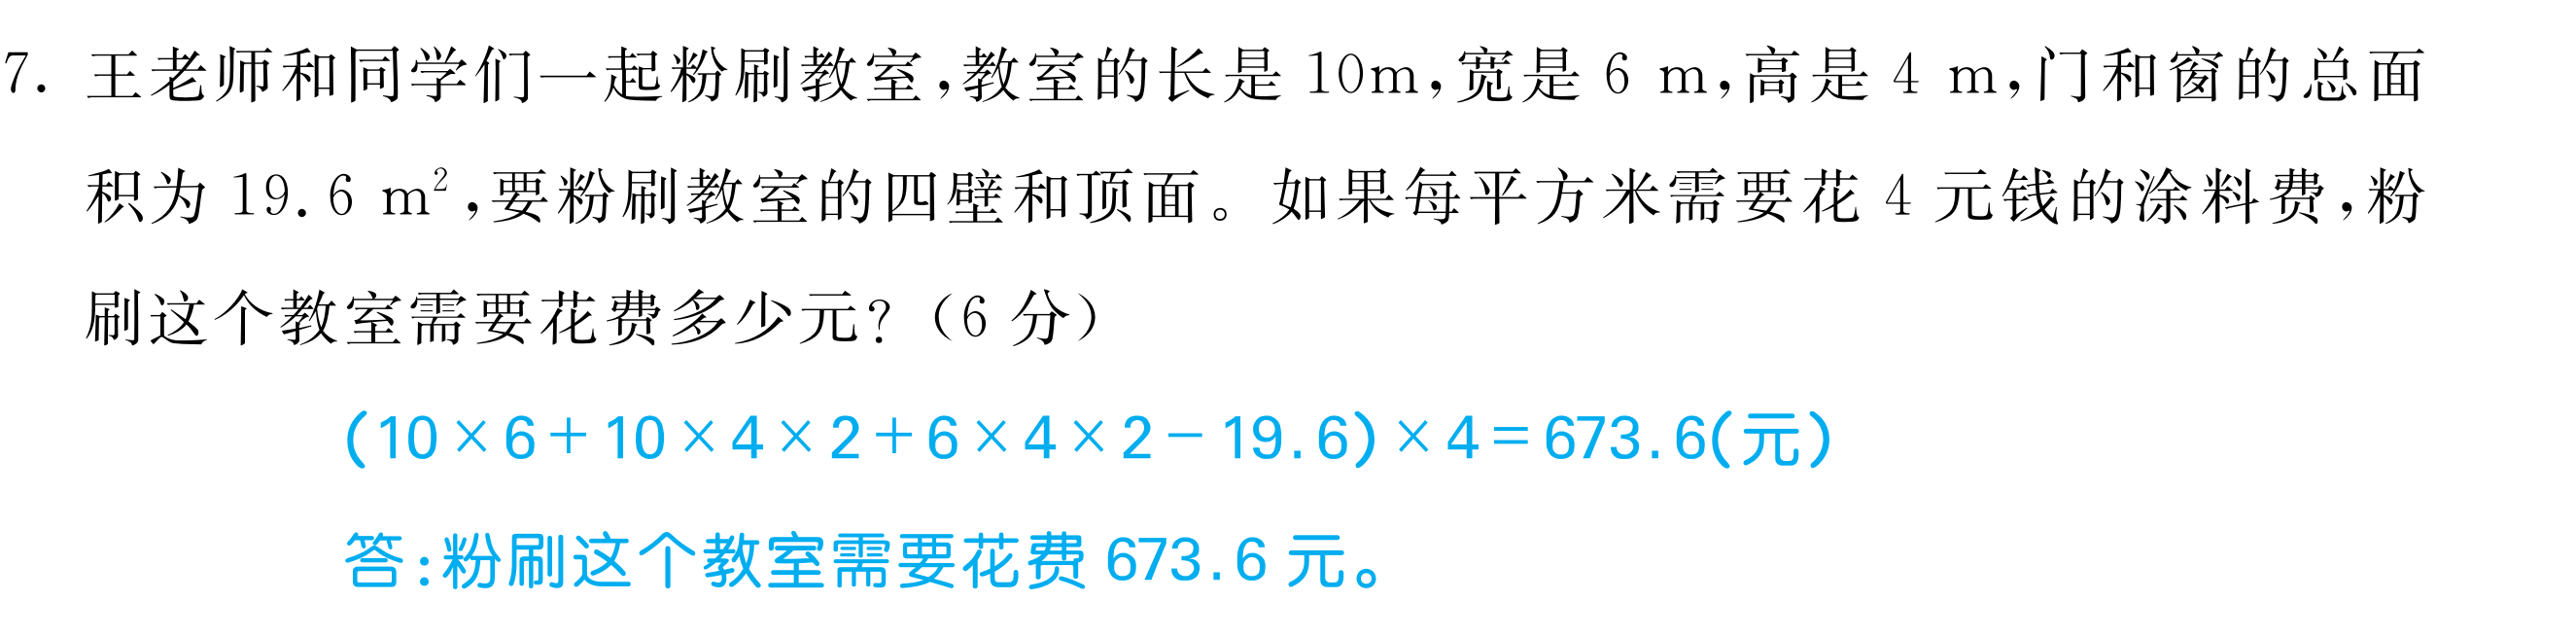 7. 王老师和同学们一起粉刷教室,教室的长是 10m,宽是 6 m,高是 4 m,门和窗的总面
积为 19.6 m²,要粉刷教室的四壁和顶面。如果每平方米需要花 4 元钱的涂料费,粉
刷这个教室需要花费多少元?(6 分)
(10×6+10×4×2+6×4×2-19.6)×4=673.6(元)
答:粉刷这个教室需要花费 673.6 元。